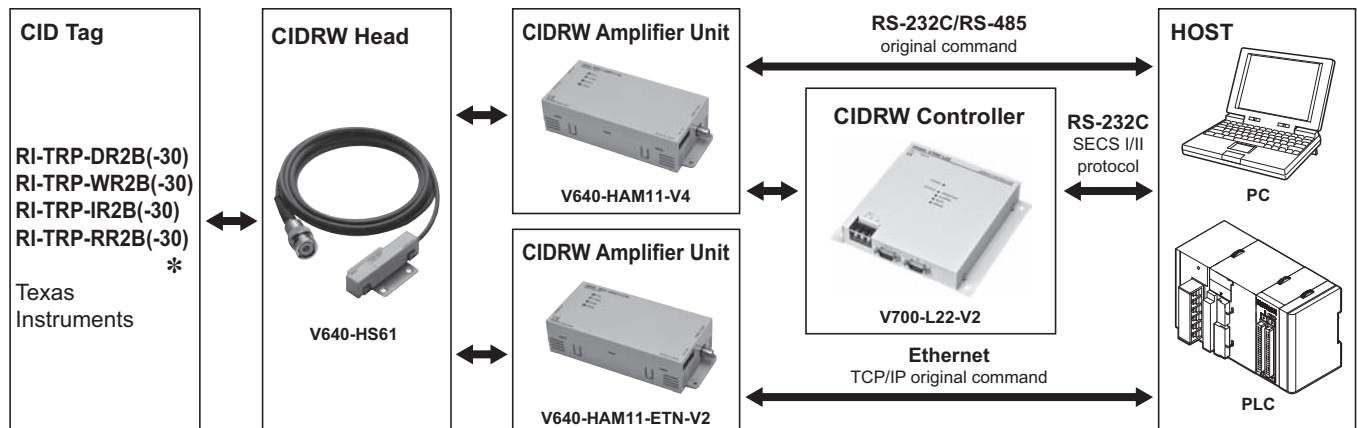 CID Tag
RI-TRP-DR2B(-30)
RI-TRP-WR2B(-30)
RI-TRP-IR2B(-30)
RI-TRP-RR2B(-30)
*
Texas
Instruments
CIDRW Head
V640-HS61
CIDRW Amplifier Unit
V640-HAM11-V4
CIDRW Amplifier Unit
V640-HAM11-ETN-V2
RS-232C/RS-485
original command
CIDRW Controller
V700-L22-V2
RS-232C
SECS I/II
protocol
Ethernet
TCP/IP original command
HOST
PC
PLC